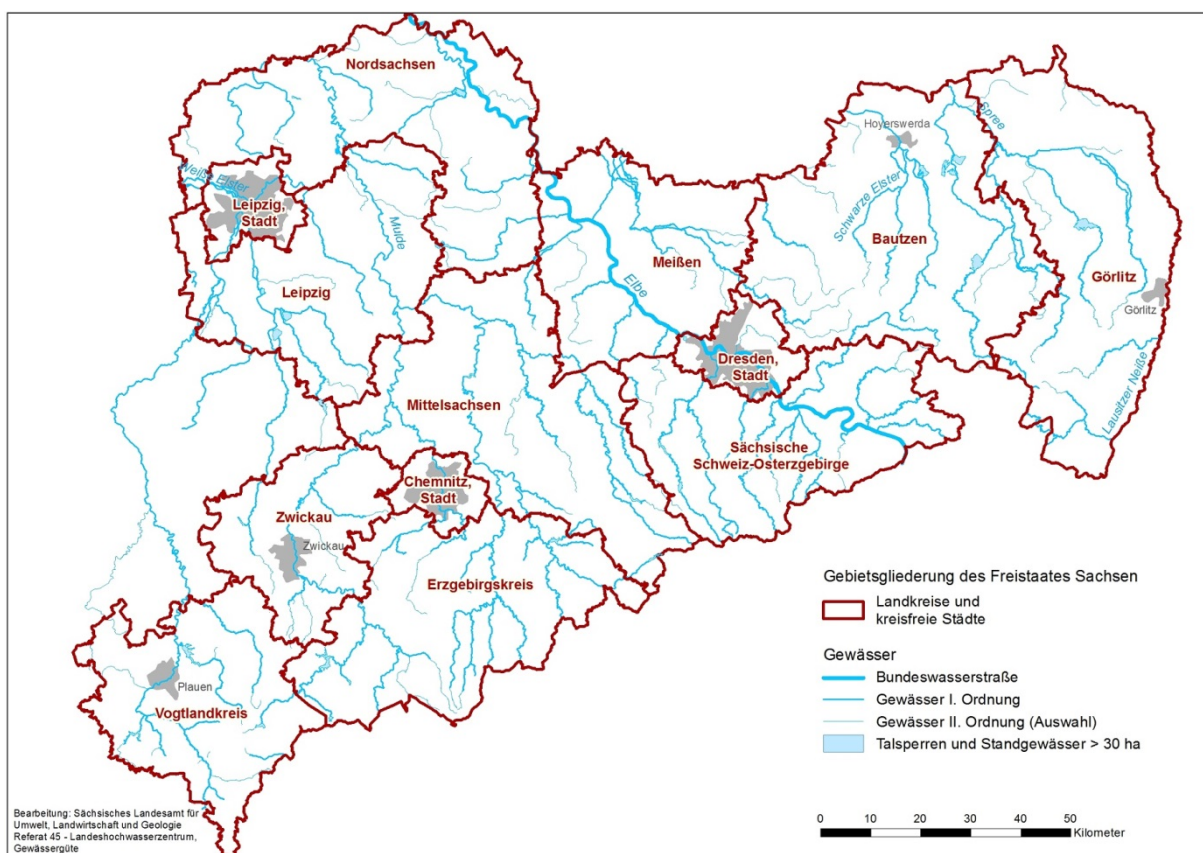 Nordsachsen
Hoyerswerda
Spree
Weiße Elster
Leipzig,
Stadt
Mulde
Schwarze Elster
Bautzen
Meißen
Elbe
Görlitz
Görlitz
Leipzig
Dresden,
Stadt
Lausitzer Neiße
Mittelsachsen
Sächsische
Schweiz-Osterzgebirge
Chemnitz,
Stadt
Zwickau
Zwickau
Erzgebirgskreis
Plauen
Vogtlandkreis
Gebietsgliederung des Freistaates Sachsen
Landkreise und
kreisfreie Städte
Gewässer
Bundeswasserstraße
Gewässer I. Ordnung
Gewässer II. Ordnung (Auswahl)
Talsperren und Standgewässer > 30 ha
Bearbeitung: Sächsisches Landesamt für
Umwelt, Landwirtschaft und Geologie
Referat 45 - Landeshochwasserzentrum,
Gewässergüte
0 10 20 30 40 50
Kilometer